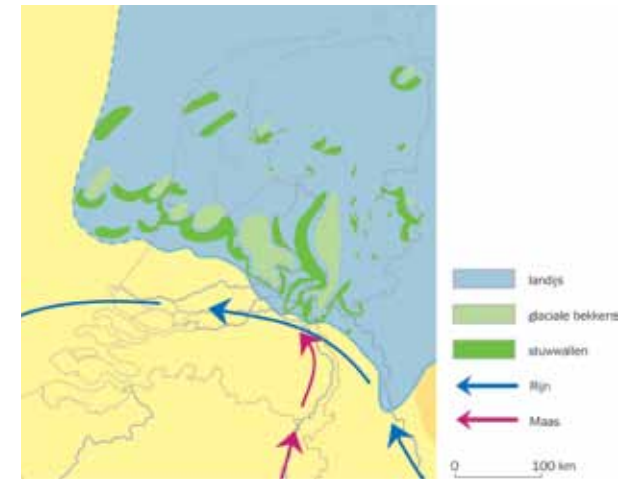 landijs
glaciale bekkens
stuwwallen
Rijn
Maas
0 100 km